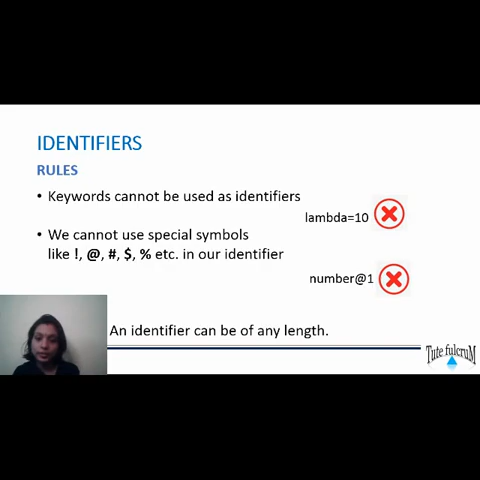 IDENTIFIERS
RULES
• Keywords cannot be used as identifiers
lambda=10
• We cannot use special symbols
like !, @, #, $, % etc. in our identifier
number@1
An identifier can be of any length.
Tute fulcruM